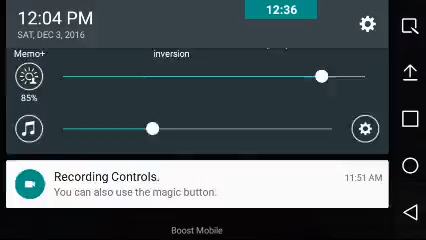 12:36
12:04 PM
SAT, DEC 3, 2016
Memo+
inversion
85%
Recording Controls.
11:51 AM
You can also use the magic button.
Boost Mobile